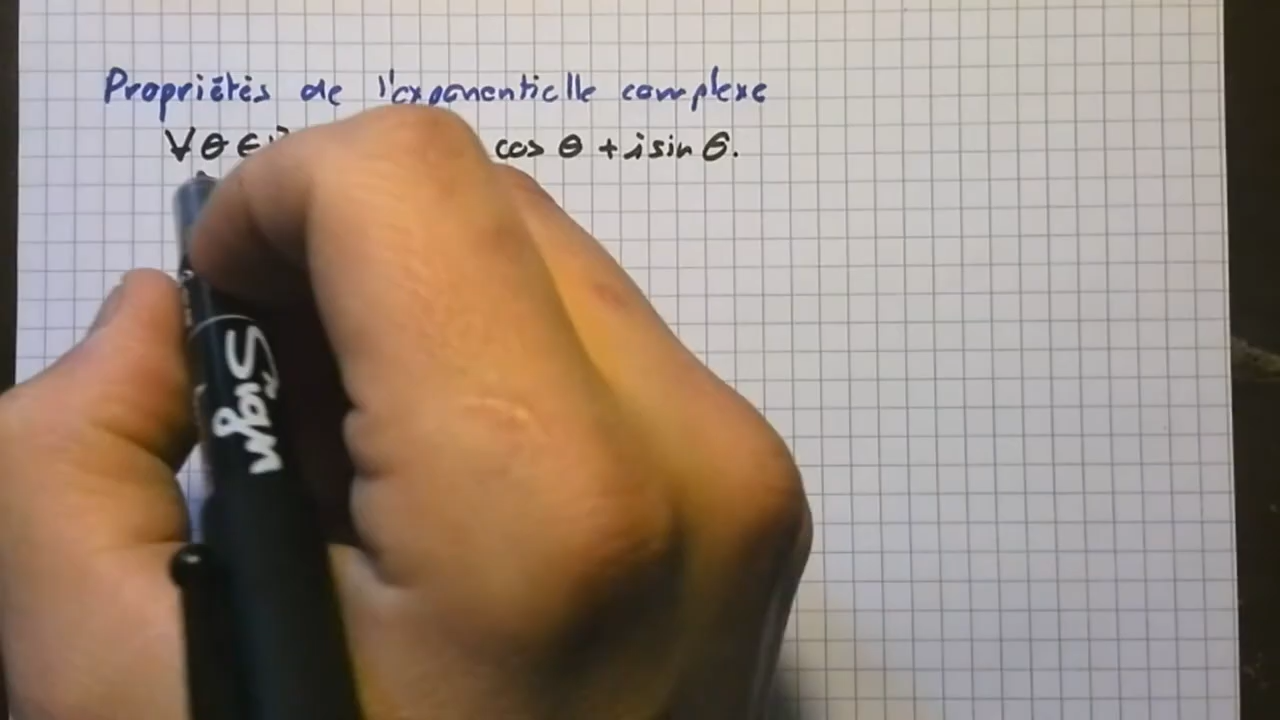 Propriétés de l'exponentielle complexe
∀θ ∈ cos θ + i sin θ.
Sign